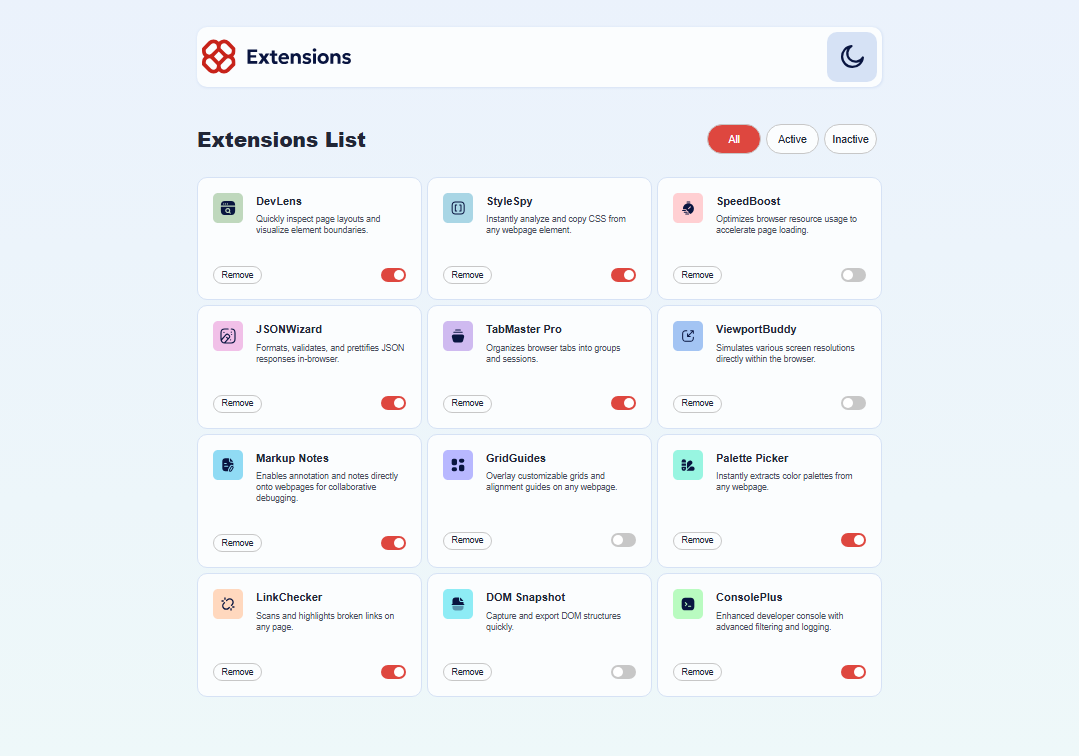 Extensions
Extensions List
All
Active
Inactive
DevLens
Quickly inspect page layouts and
visualize element boundaries.
Remove
StyleSpy
Instantly analyze and copy CSS from
any webpage element.
Remove
SpeedBoost
Optimizes browser resource usage to
accelerate page loading.
Remove
JSONWizard
Formats, validates, and prettifies JSON
responses in-browser.
Remove
TabMaster Pro
Organizes browser tabs into groups
and sessions.
Remove
ViewportBuddy
Simulates various screen resolutions
directly within the browser.
Remove
Markup Notes
Enables annotation and notes directly
onto webpages for collaborative
debugging.
Remove
GridGuides
Overlay customizable grids and
alignment guides on any webpage.
Remove
Palette Picker
Instantly extracts color palettes from
any webpage.
Remove
LinkChecker
Scans and highlights broken links on
any page.
Remove
DOM Snapshot
Capture and export DOM structures
quickly.
Remove
ConsolePlus
Enhanced developer console with
advanced filtering and logging.
Remove